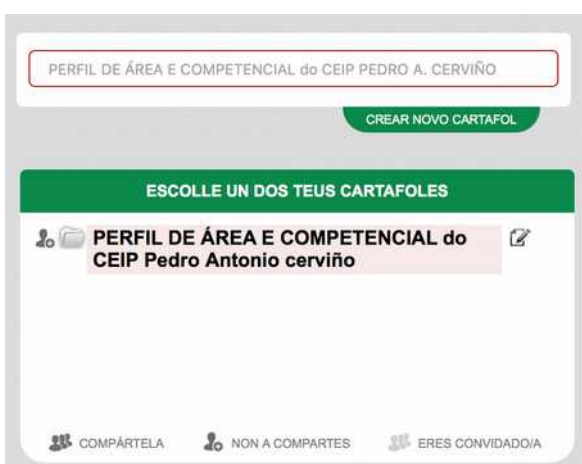 PERFIL DE ÁREA E COMPETENCIAL do CEIP PEDRO A. CERVIÑO
CREAR NOVO CARTAFOL
ESCOLLE UN DOS TEUS CARTAFOLES
PERFIL DE ÁREA E COMPETENCIAL do
CEIP Pedro Antonio cerviño
COMPÁRTELA NON A COMPARTES ERES CONVIDADO/A